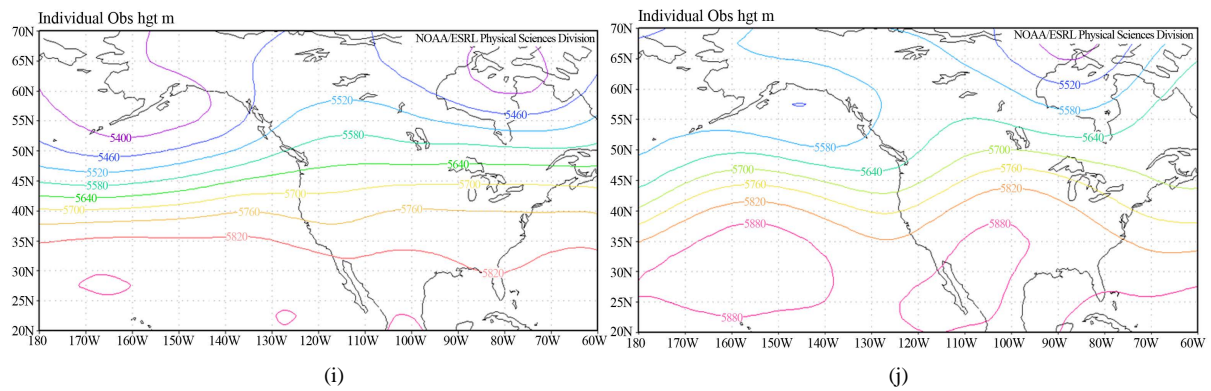 Individual Obs hgt m
NOAA/ESRL Physical Sciences Division
70N
65N
60N
55N
50N
45N
40N
35N
30N
25N
20N
5400
5460
5520
5580
5640
5700
5760
5820
5520
5580
5640
5700
5760
5820
5460
180 170W 160W 150W 140W 130W 120W 110W 100W 90W 80W 70W 60W
(i)
Individual Obs hgt m
NOAA/ESRL Physical Sciences Division
70N
65N
60N
55N
50N
45N
40N
35N
30N
25N
20N
5580
5640
5700
5760
5820
5880
5880
5520
5580
5640
5700
5760
5820
5880
5880
180 170W 160W 150W 140W 130W 120W 110W 100W 90W 80W 70W 60W
(j)